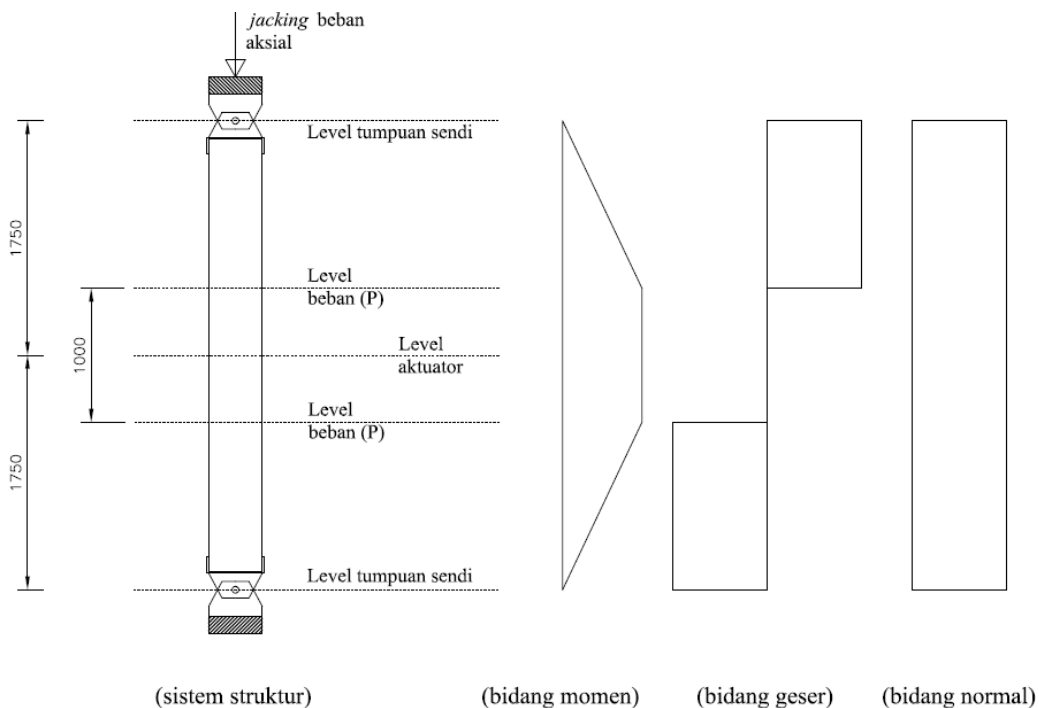 jacking beban
aksial
Level tumpuan sendi
1750
Level
beban (P)
1000
Level
aktuator
Level
beban (P)
1750
Level tumpuan sendi
(sistem struktur)
(bidang momen)
(bidang geser)
(bidang normal)